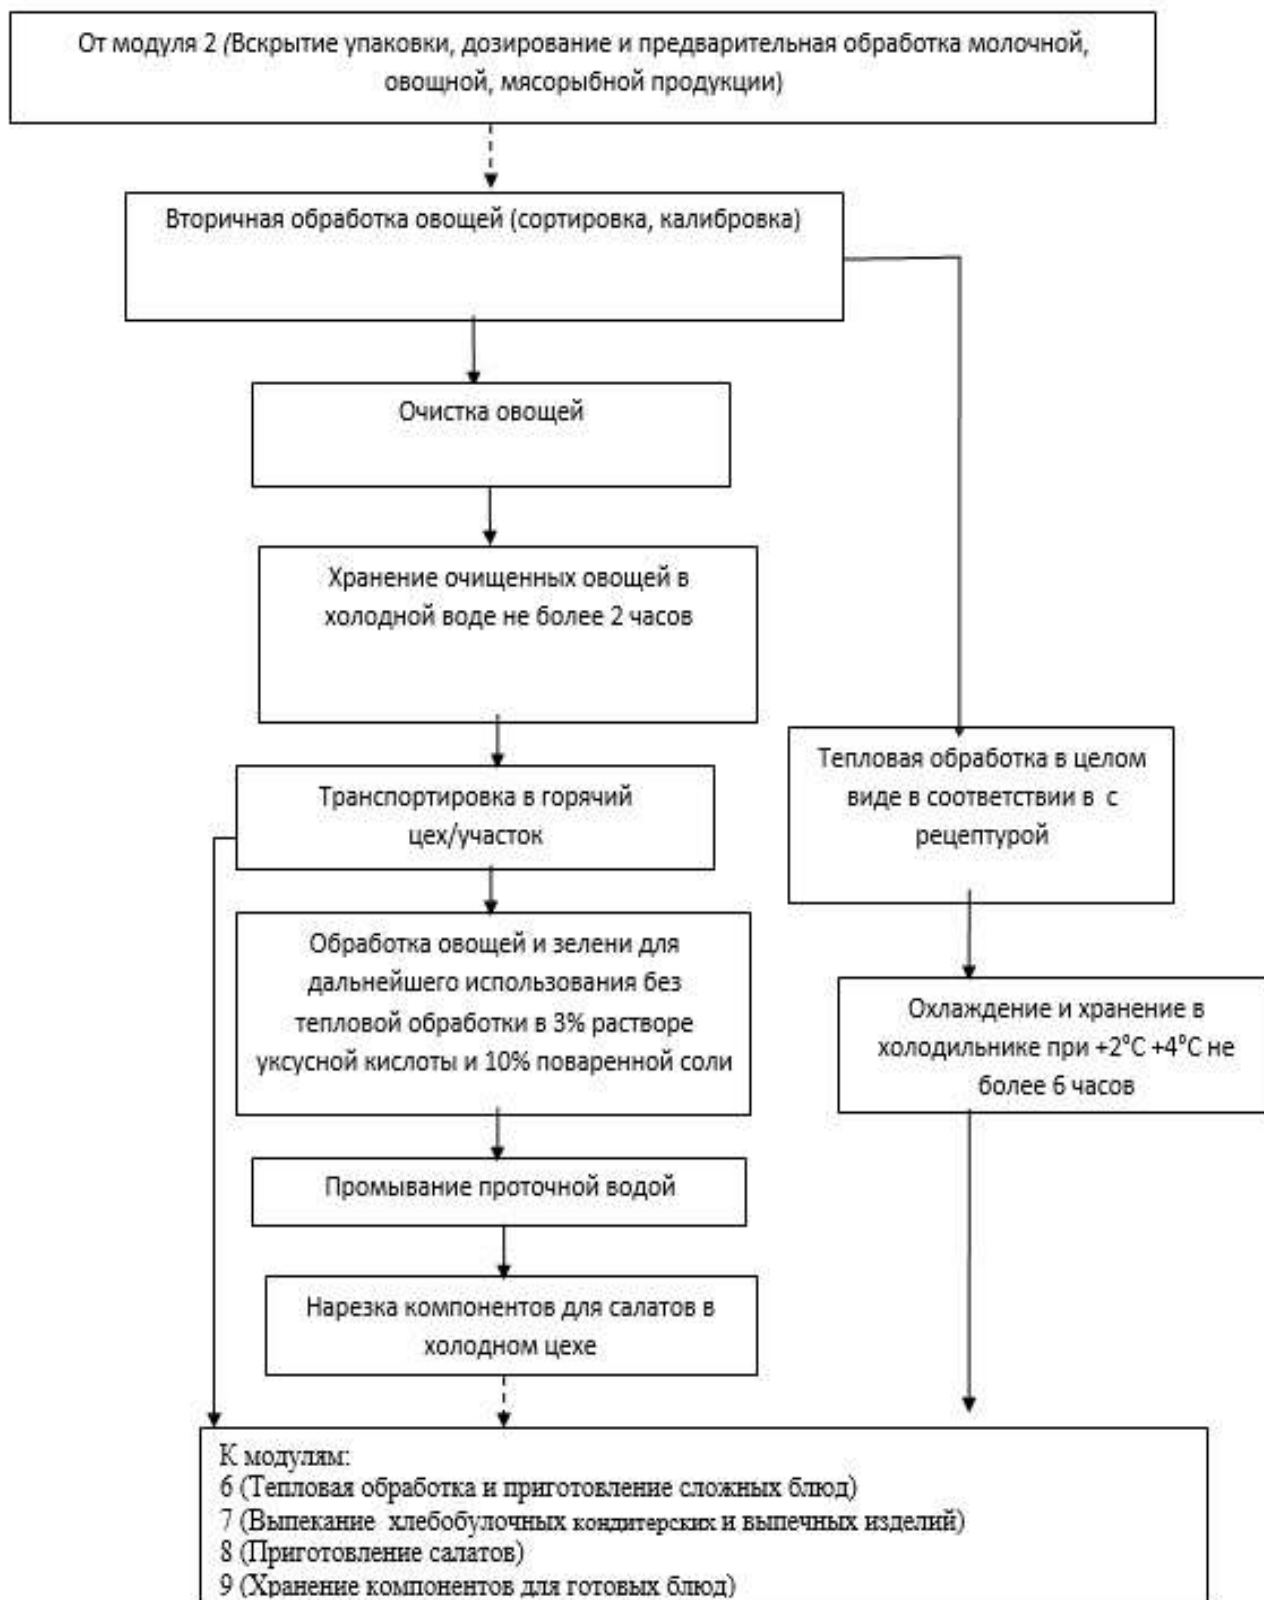 От модуля 2 (Вскрытие упаковки, дозирование и предварительная обработка молочной,
овощной, мясорыбной продукции)
Вторичная обработка овощей (сортировка, калибровка)
Очистка овощей
Хранение очищенных овощей в
холодной воде не более 2 часов
Транспортировка в горячий
цех/участок
Обработка овощей и зелени для
дальнейшего использования без
тепловой обработки в 3% растворе
уксусной кислоты и 10% поваренной соли
Промывание проточной водой
Нарезка компонентов для салатов в
холодном цехе
Тепловая обработка в целом
виде в соответствии в с
рецептурой
Охлаждение и хранение в
холодильнике при +2°С +4°С не
более 6 часов
К модулям:
6 (Тепловая обработка и приготовление сложных блюд)
7 (Выпекание хлебобулочных кондитерских и выпечных изделий)
8 (Приготовление салатов)
9 (Хранение компонентов для готовых блюд)